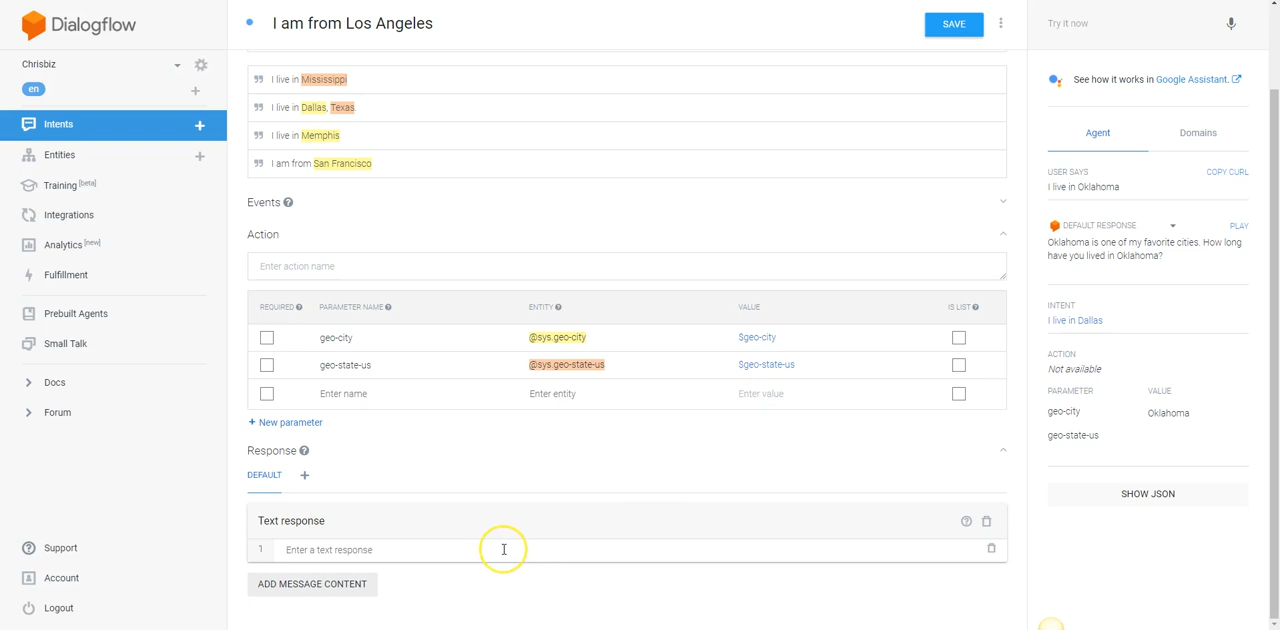 Dialogflow
Chrisbiz
en
Intents
Entities
Training [beta]
Integrations
Analytics [new]
Fulfillment
Prebuilt Agents
Small Talk
Docs
Forum
Support
Account
Logout
I am from Los Angeles
SAVE
I live in Mississippi
I live in Dallas, Texas.
I live in Memphis
I am from San Francisco
Events
Action
Enter action name
REQUIRED PARAMETER NAME ENTITY VALUE IS LIST
geo-city @sys.geo-city $geo-city
geo-state-us @sys.geo-state-us $geo-state-us
Enter name Enter entity Enter value
+ New parameter
Response
DEFAULT
Text response
1 Enter a text response
ADD MESSAGE CONTENT
Try it now
See how it works in Google Assistant.
Agent Domains
USER SAYS COPY CURL
I live in Oklahoma
DEFAULT RESPONSE PLAY
Oklahoma is one of my favorite cities. How long
have you lived in Oklahoma?
INTENT
I live in Dallas
ACTION
Not available
PARAMETER VALUE
geo-city Oklahoma
geo-state-us
SHOW JSON